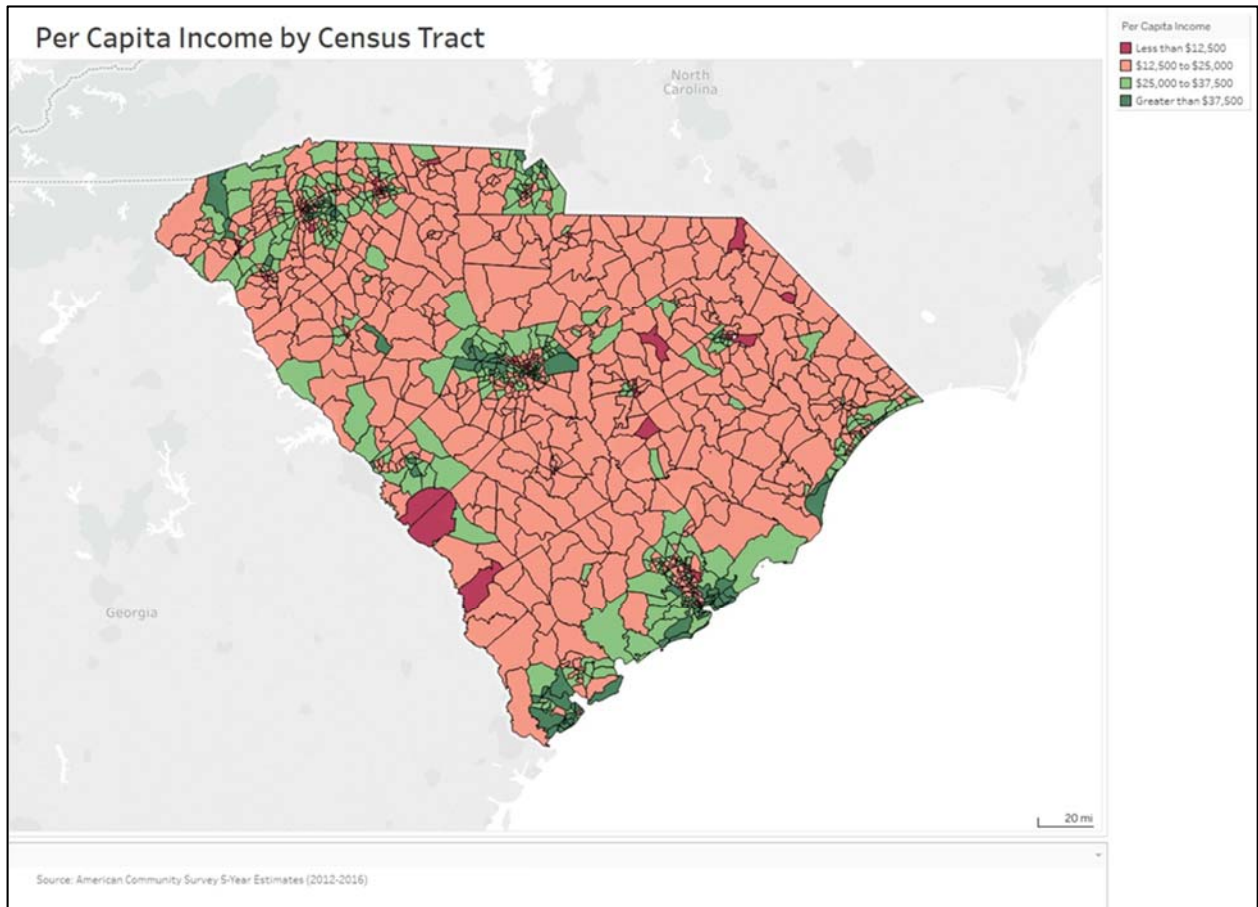 Per Capita Income by Census Tract
Per Capita Income
Less than $12,500
$12,500 to $25,000
$25,000 to $37,500
Greater than $37,500
North
Carolina
Georgia
20 mi
Source: American Community Survey 5-Year Estimates (2012-2016)